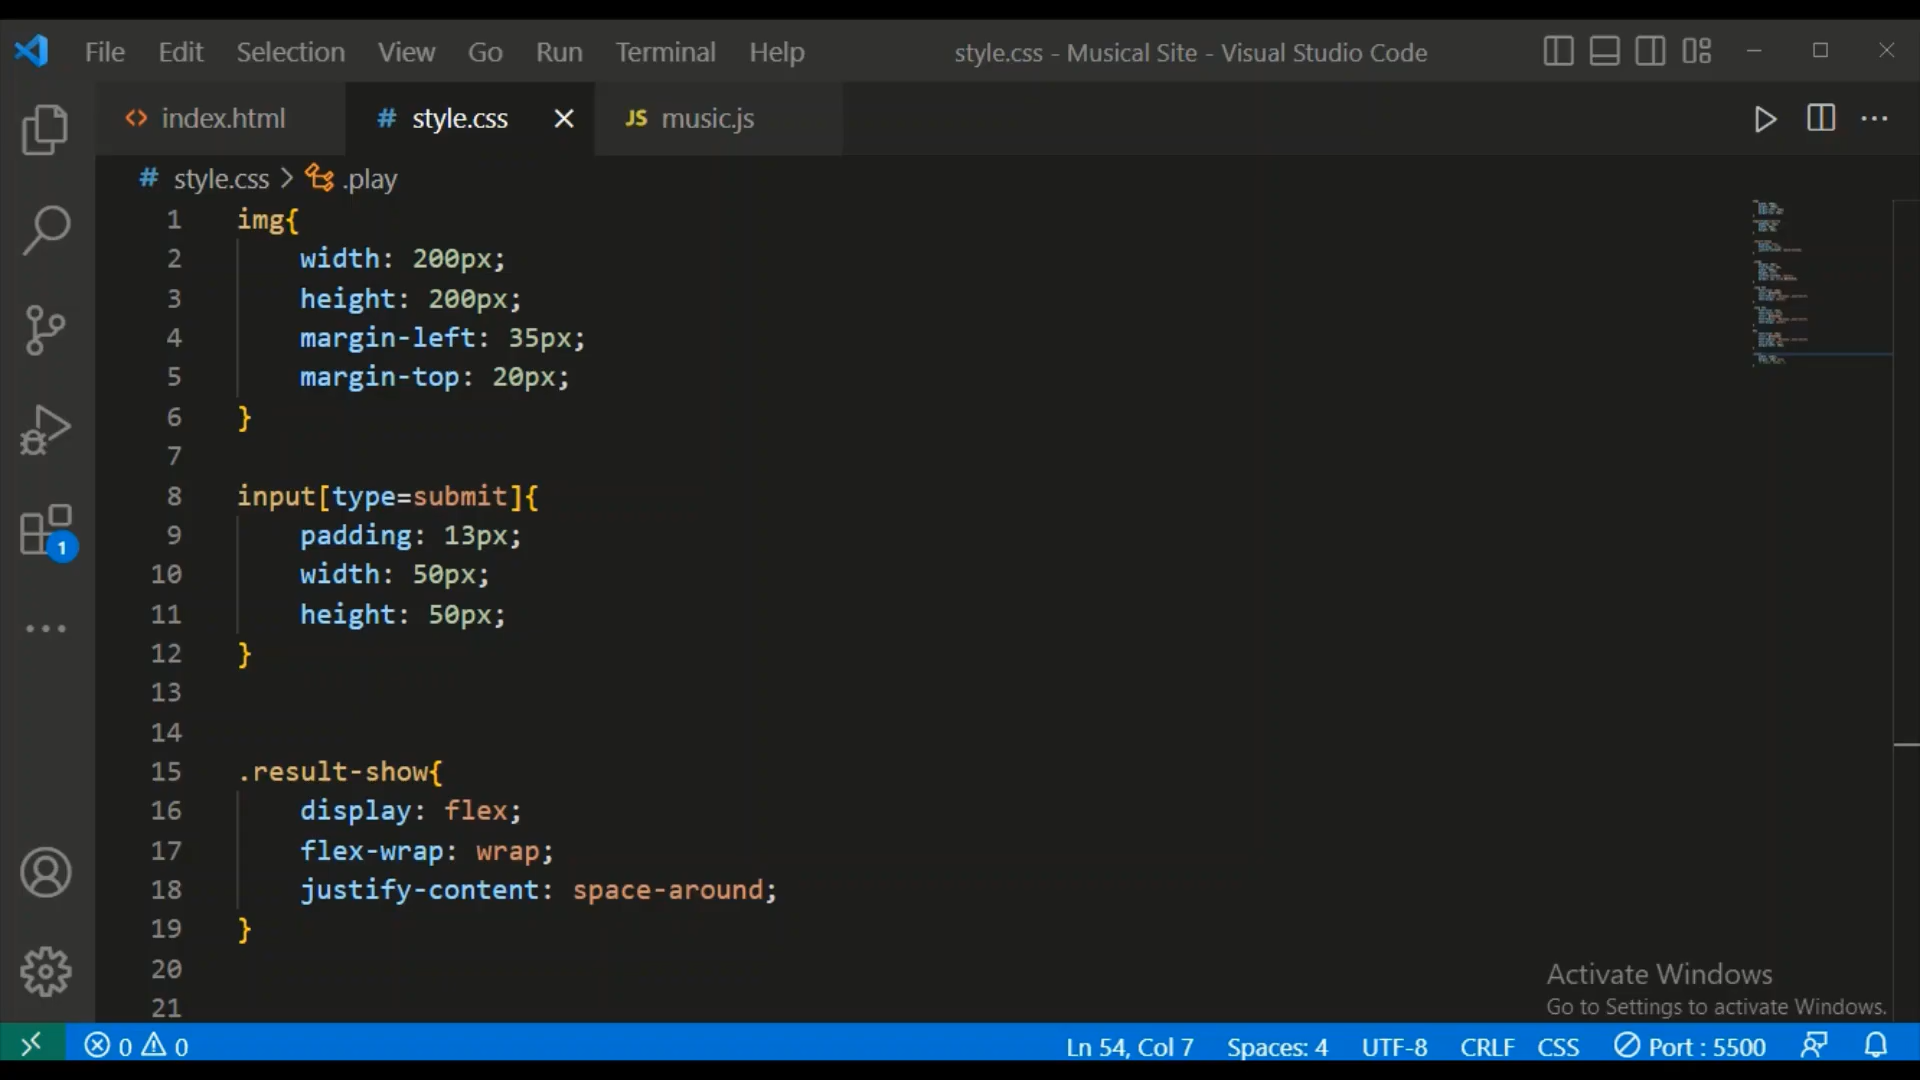 File Edit Selection View Go Run Terminal Help style.css - Musical Site - Visual Studio Code
<> index.html # style.css JS music.js
# style.css > .play
1 img{
2 width: 200px;
3 height: 200px;
4 margin-left: 35px;
5 margin-top: 20px;
6 }
7
8 input[type=submit]{
9 padding: 13px;
10 width: 50px;
11 height: 50px;
12 }
13
14
15 .result-show{
16 display: flex;
17 flex-wrap: wrap;
18 justify-content: space-around;
19 }
20
21
1
Activate Windows
Go to Settings to activate Windows.
0 0 Ln 54, Col 7 Spaces: 4 UTF-8 CRLF CSS Port : 5500